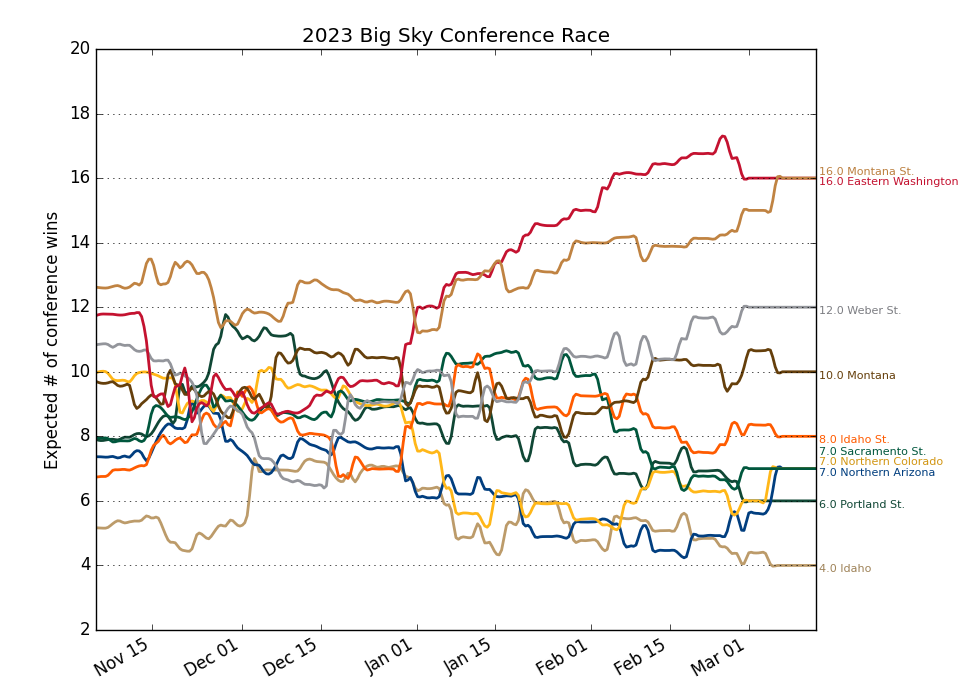 2023 Big Sky Conference Race
Expected # of conference wins
20
18
16
14
12
10
8
6
4
2
Nov 15
Dec 01
Dec 15
Jan 01
Jan 15
Feb 01
Feb 15
Mar 01
16.0 Montana St.
16.0 Eastern Washington
12.0 Weber St.
10.0 Montana
8.0 Idaho St.
7.0 Sacramento St.
7.0 Northern Colorado
7.0 Northern Arizona
6.0 Portland St.
4.0 Idaho